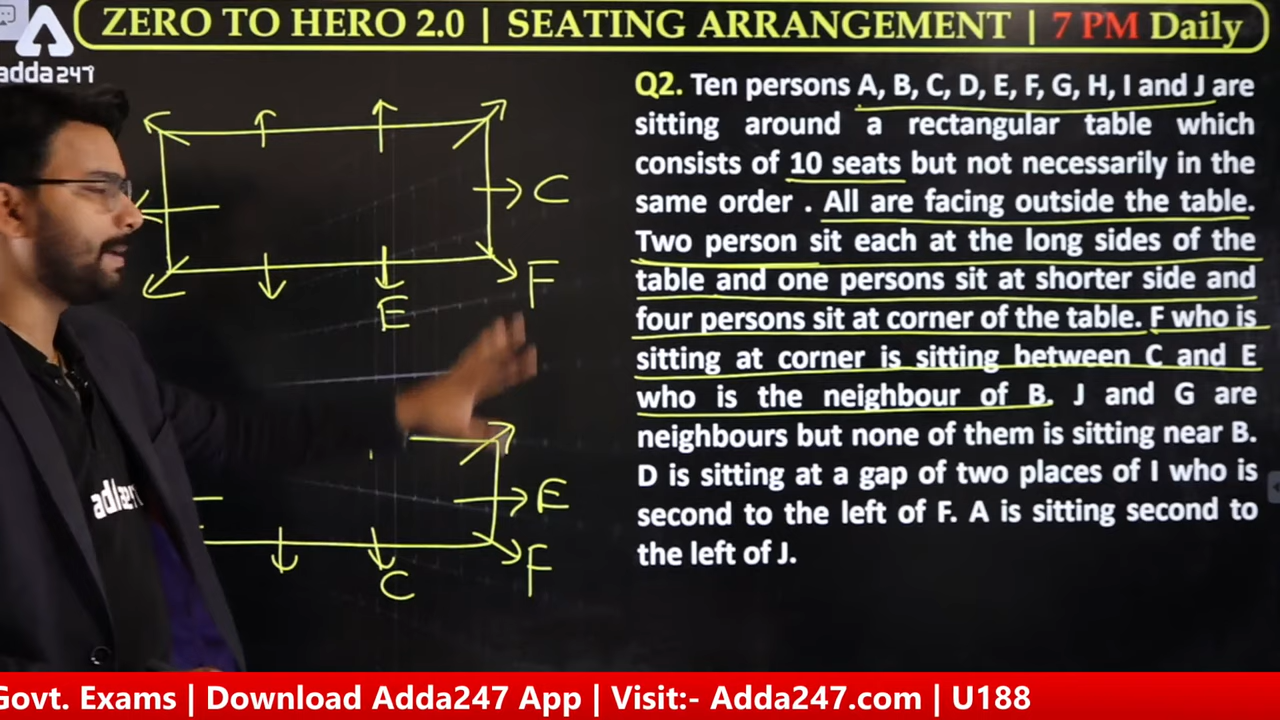 ZERO TO HERO 2.0 | SEATING ARRANGEMENT | 7 PM Daily
adda247
Q2. Ten persons A, B, C, D, E, F, G, H, I and J are
sitting around a rectangular table which
consists of 10 seats but not necessarily in the
same order . All are facing outside the table.
Two person sit each at the long sides of the
table and one persons sit at shorter side and
four persons sit at corner of the table. F who is
sitting at corner is sitting between C and E
who is the neighbour of B. J and G are
neighbours but none of them is sitting near B.
D is sitting at a gap of two places of I who is
second to the left of F. A is sitting second to
the left of J.
C
F
E
E
F
C
Govt. Exams | Download Adda247 App | Visit:- Adda247.com | U188